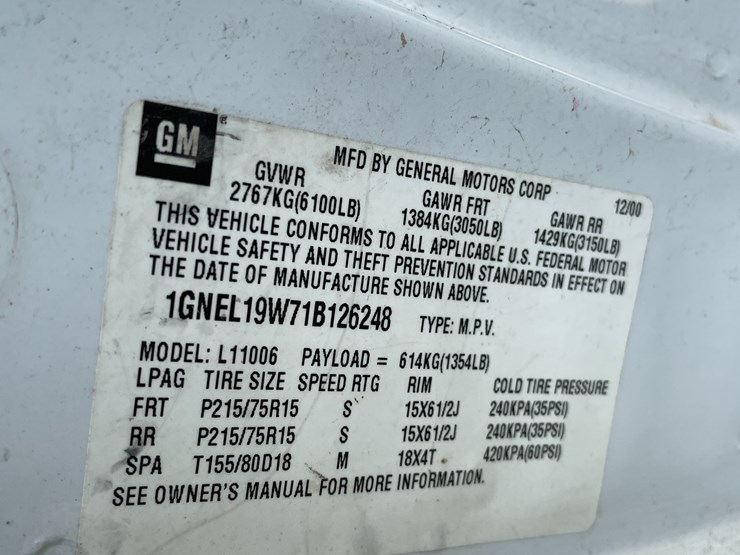 GM
MFD BY GENERAL MOTORS CORP 12/00
GVWR GAWR FRT GAWR RR
2767KG(6100LB) 1384KG(3050LB) 1429KG(3150LB)
THIS VEHICLE CONFORMS TO ALL APPLICABLE U.S. FEDERAL MOTOR
VEHICLE SAFETY AND THEFT PREVENTION STANDARDS IN EFFECT ON
THE DATE OF MANUFACTURE SHOWN ABOVE.
1GNEL19W71B126248 TYPE: M.P.V.
MODEL: L11006 PAYLOAD = 614KG(1354LB)
LPAG TIRE SIZE SPEED RTG RIM COLD TIRE PRESSURE
FRT P215/75R15 S 15X61/2J 240KPA(35PSI)
RR P215/75R15 S 15X61/2J 240KPA(35PSI)
SPA T155/80D18 M 18X4T 420KPA(60PSI)
SEE OWNER'S MANUAL FOR MORE INFORMATION.